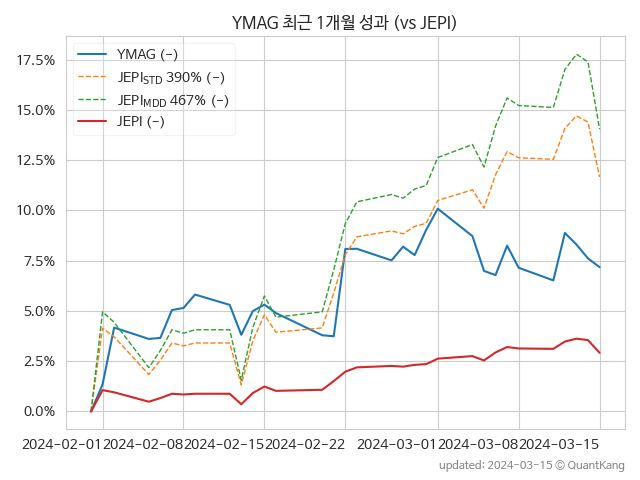 YMAG 최근 1개월 성과 (vs JEPI)
YMAG (-)
JEPI_STD 390% (-)
JEPI_MDD 467% (-)
JEPI (-)
17.5%
15.0%
12.5%
10.0%
7.5%
5.0%
2.5%
0.0%
2024-02-01 2024-02-08 2024-02-15 2024-02-22 2024-03-01 2024-03-08 2024-03-15
updated: 2024-03-15 © QuantKang